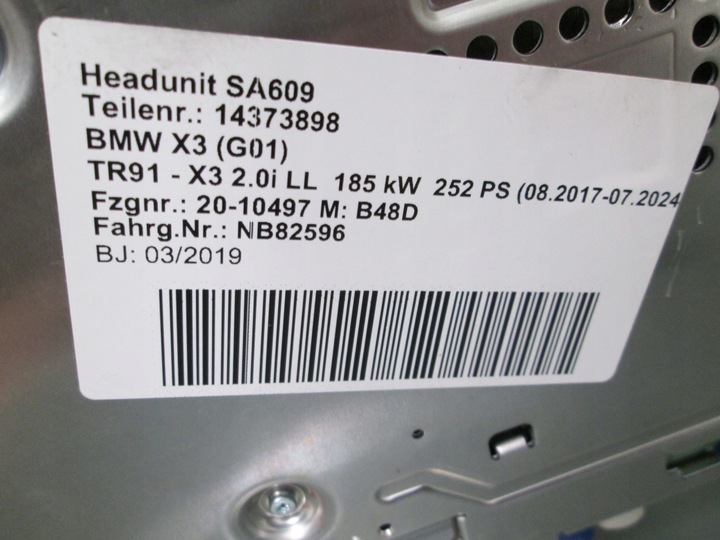 Headunit SA609
Teilenr.: 14373898
BMW X3 (G01)
TR91 - X3 2.0i LL 185 kW 252 PS (08.2017-07.2024
Fzgnr.: 20-10497 M: B48D
Fahrg.Nr.: NB82596
BJ: 03/2019